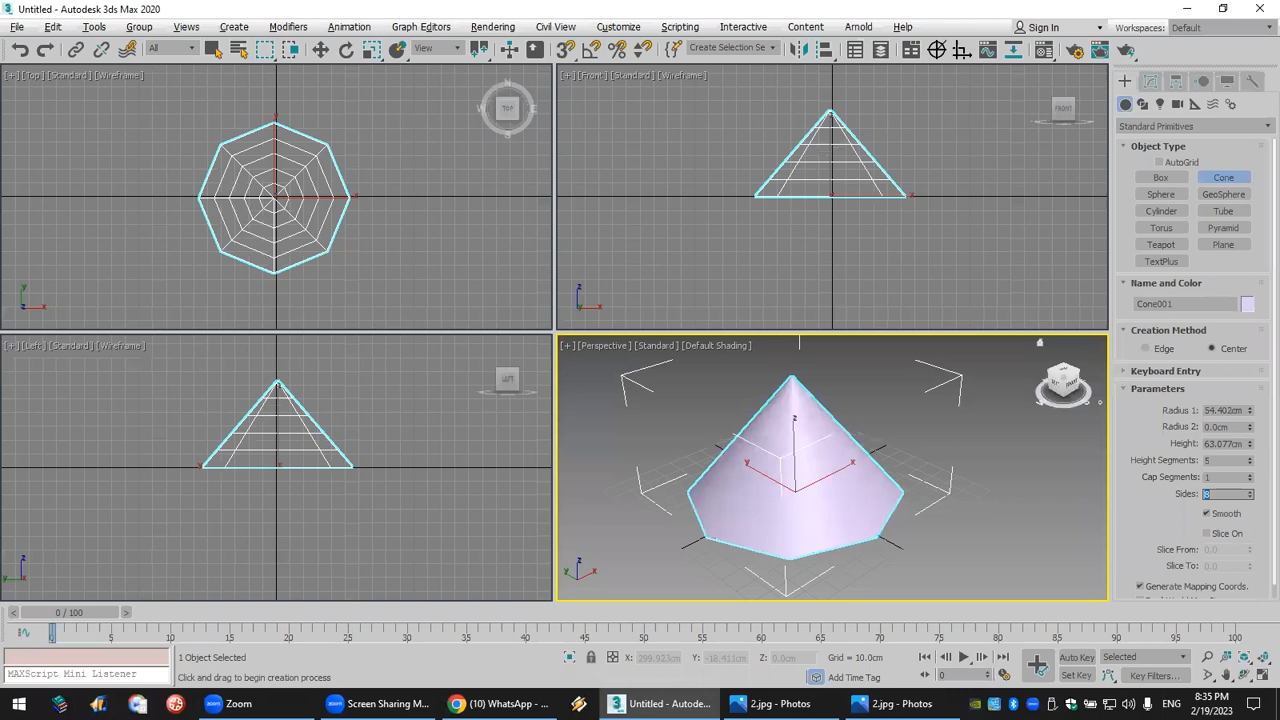 Untitled - Autodesk 3ds Max 2020
File Edit Tools Group Views Create Modifiers Animation Graph Editors Rendering Civil View Customize Scripting Interactive Content Arnold Help Sign In Workspaces: Default
All View Create Selection Se
[+] [Top] [Standard] [Wireframe]
N
W TOP E
S
y
z x
x
[+] [Front] [Standard] [Wireframe]
FRONT
x
z
y x
[+] [Left] [Standard] [Wireframe]
LEFT
z
y x
[+] [Perspective] [Standard] [Default Shading]
z
y x
z
y x
Standard Primitives
Object Type
AutoGrid
Box Cone
Sphere GeoSphere
Cylinder Tube
Torus Pyramid
Teapot Plane
TextPlus
Name and Color
Cone001
Creation Method
Edge Center
Keyboard Entry
Parameters
Radius 1: 54.402cm
Radius 2: 0.0cm
Height: 63.077cm
Height Segments: 5
Cap Segments: 1
Sides: 8
Smooth
Slice On
Slice From: 0.0
Slice To: 0.0
Generate Mapping Coords.
< 0 / 100 >
0 5 10 15 20 25 30 35 40 45 50 55 60 65 70 75 80 85 90 95 100
1 Object Selected
X: 299.923cm Y: -18.411cm Z: 0.0cm Grid = 10.0cm
Auto Key Selected
MAXScript Mini Listener
Click and drag to begin creation process
Add Time Tag
0
Set Key Key Filters...
Zoom
Screen Sharing M...
(10) WhatsApp - ...
Untitled - Autode...
2.jpg - Photos
2.jpg - Photos
ENG
8:35 PM
2/19/2023